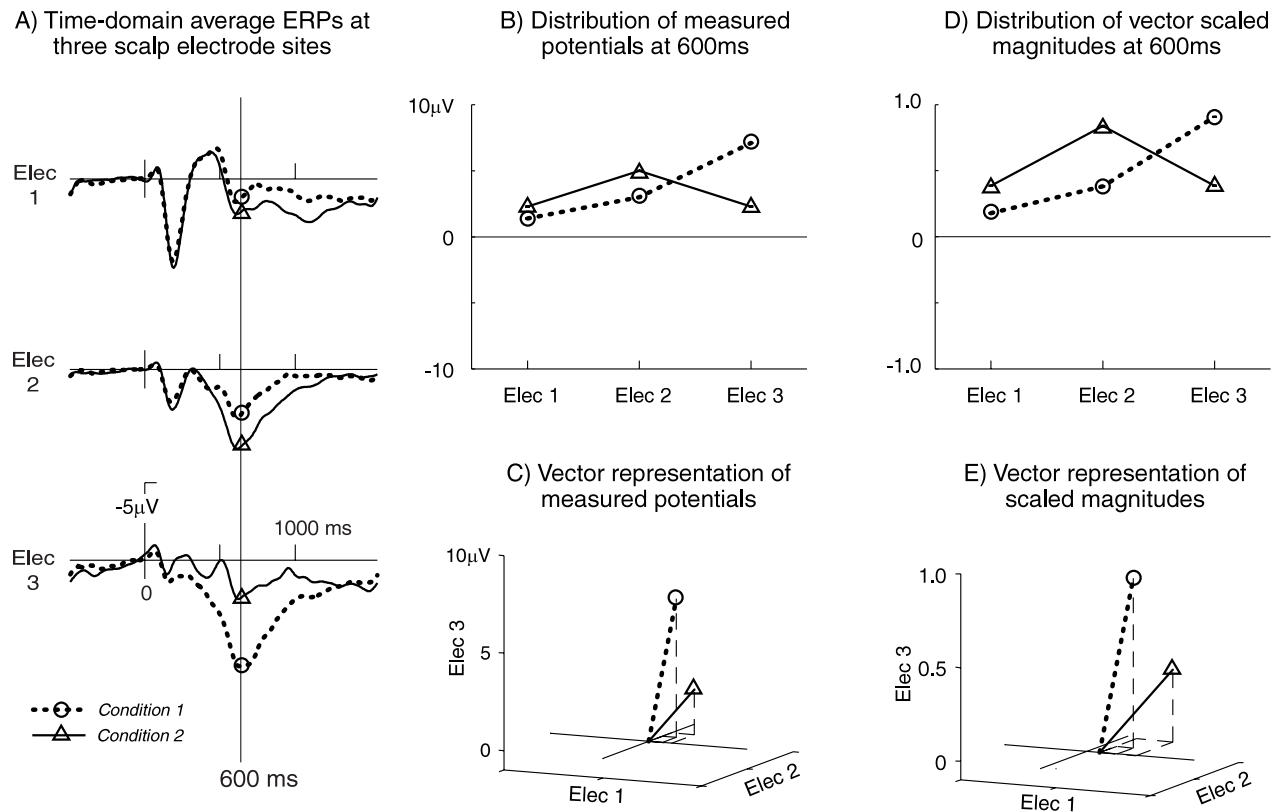 A) Time-domain average ERPs at
three scalp electrode sites
Elec
1
Elec
2
-5μV
1000 ms
Elec
3
0
Condition 1
Condition 2
600 ms
B) Distribution of measured
potentials at 600ms
10μV
0
-10
Elec 1 Elec 2 Elec 3
C) Vector representation of
measured potentials
10μV
5
0
Elec 3
Elec 1
Elec 2
D) Distribution of vector scaled
magnitudes at 600ms
1.0
0
-1.0
Elec 1 Elec 2 Elec 3
E) Vector representation of
scaled magnitudes
1.0
0.5
0
Elec 3
Elec 1
Elec 2